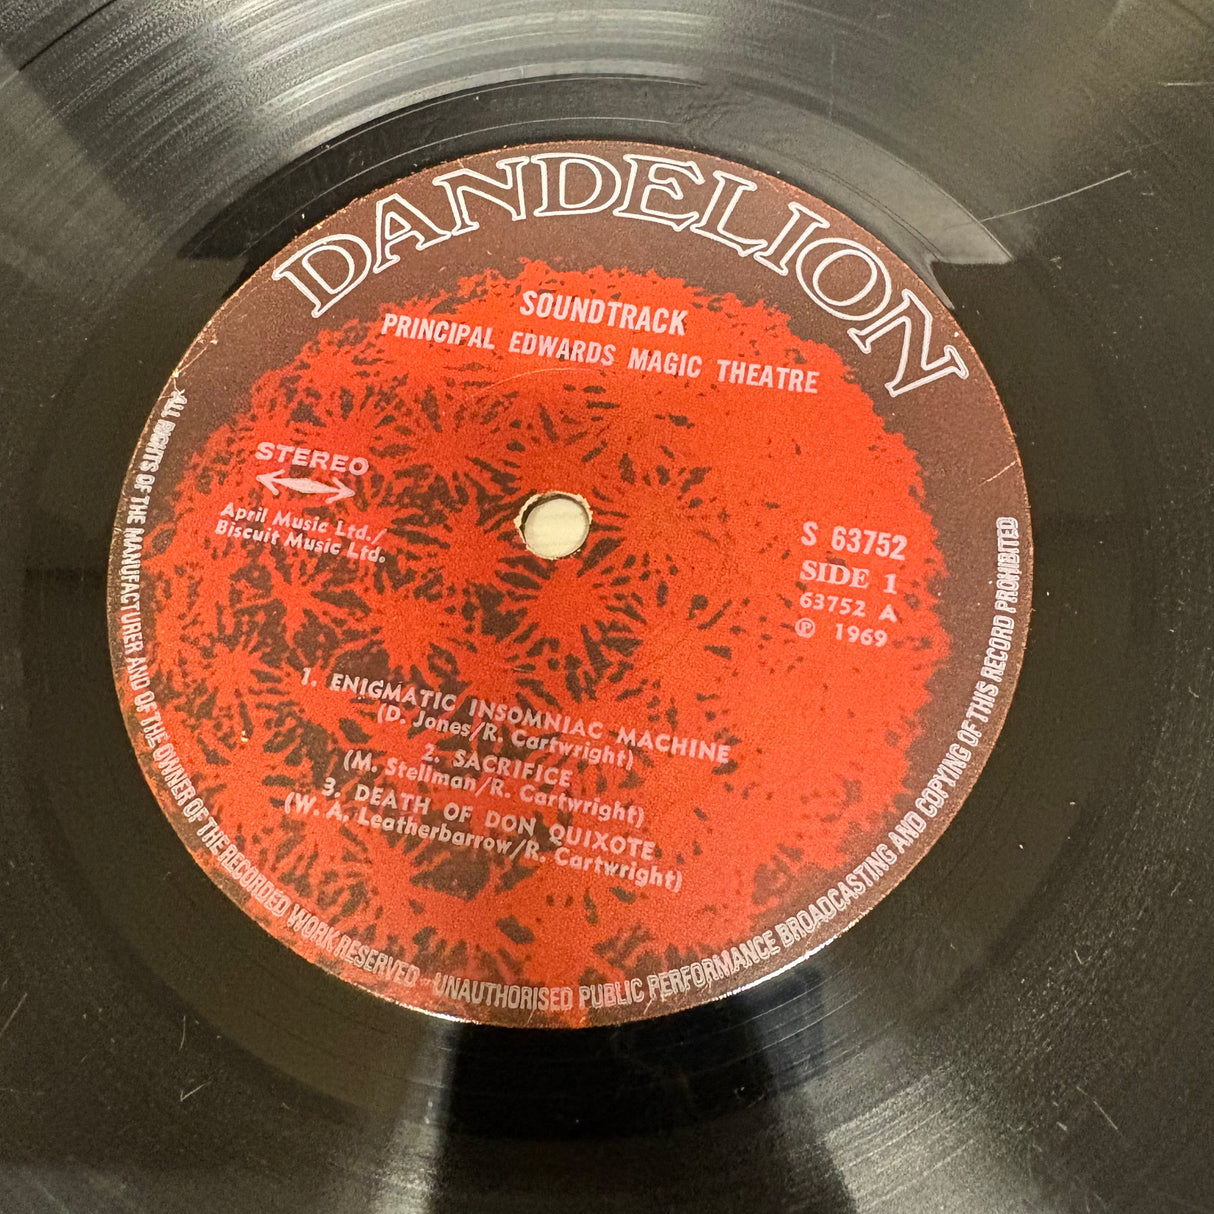 DANDELION
SOUNDTRACK
PRINCIPAL EDWARDS MAGIC THEATRE
STEREO
April Music Ltd./
Biscuit Music Ltd.
S 63752
SIDE 1
63752 A
℗ 1969
1. ENIGMATIC INSOMNIAC MACHINE
(D. Jones/R. Cartwright)
2. SACRIFICE
(M. Stellman/R. Cartwright)
3. DEATH OF DON QUIXOTE
(W. A. Leatherbarrow/R. Cartwright)
ALL RIGHTS OF THE MANUFACTURER AND OF THE OWNER OF THE RECORDED WORK RESERVED - UNAUTHORISED PUBLIC PERFORMANCE BROADCASTING AND COPYING OF THIS RECORD PROHIBITED